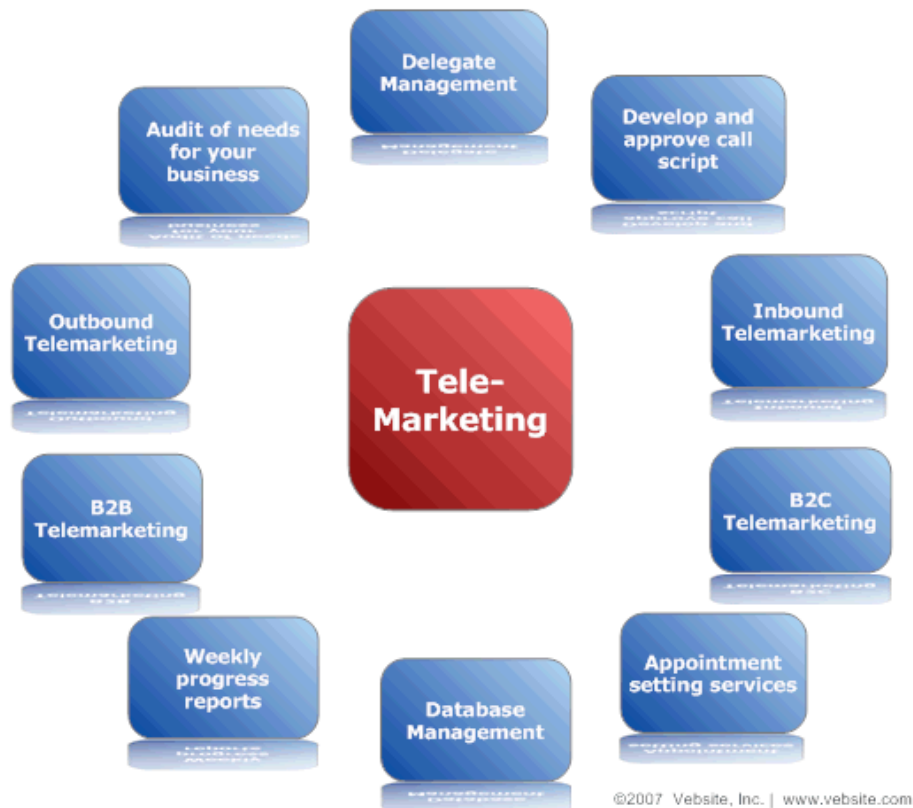 Delegate
Management
Develop and
approve call
script
Audit of needs
for your
business
Inbound
Telemarketing
Outbound
Telemarketing
Tele-
Marketing
B2C
Telemarketing
B2B
Telemarketing
Appointment
setting services
Weekly
progress
reports
Database
Management
©2007 Vebsite, Inc. | www.vebsite.com